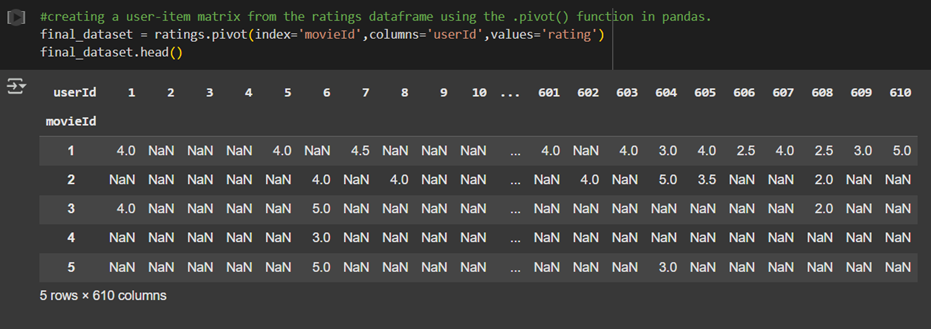 #creating a user-item matrix from the ratings dataframe using the .pivot() function in pandas.
final_dataset = ratings.pivot(index='movieId',columns='userId',values='rating')
final_dataset.head()
userId 1 2 3 4 5 6 7 8 9 10 ... 601 602 603 604 605 606 607 608 609 610
movieId
1 4.0 NaN NaN NaN 4.0 NaN 4.5 NaN NaN NaN ... 4.0 NaN 4.0 3.0 4.0 2.5 4.0 2.5 3.0 5.0
2 NaN NaN NaN NaN NaN 4.0 NaN 4.0 NaN NaN ... NaN 4.0 NaN 5.0 3.5 NaN NaN 2.0 NaN NaN
3 4.0 NaN NaN NaN NaN 5.0 NaN NaN NaN NaN ... NaN NaN NaN NaN NaN NaN NaN 2.0 NaN NaN
4 NaN NaN NaN NaN NaN 3.0 NaN NaN NaN NaN ... NaN NaN NaN NaN NaN NaN NaN NaN NaN NaN
5 NaN NaN NaN NaN NaN 5.0 NaN NaN NaN NaN ... NaN NaN NaN 3.0 NaN NaN NaN NaN NaN NaN
5 rows × 610 columns